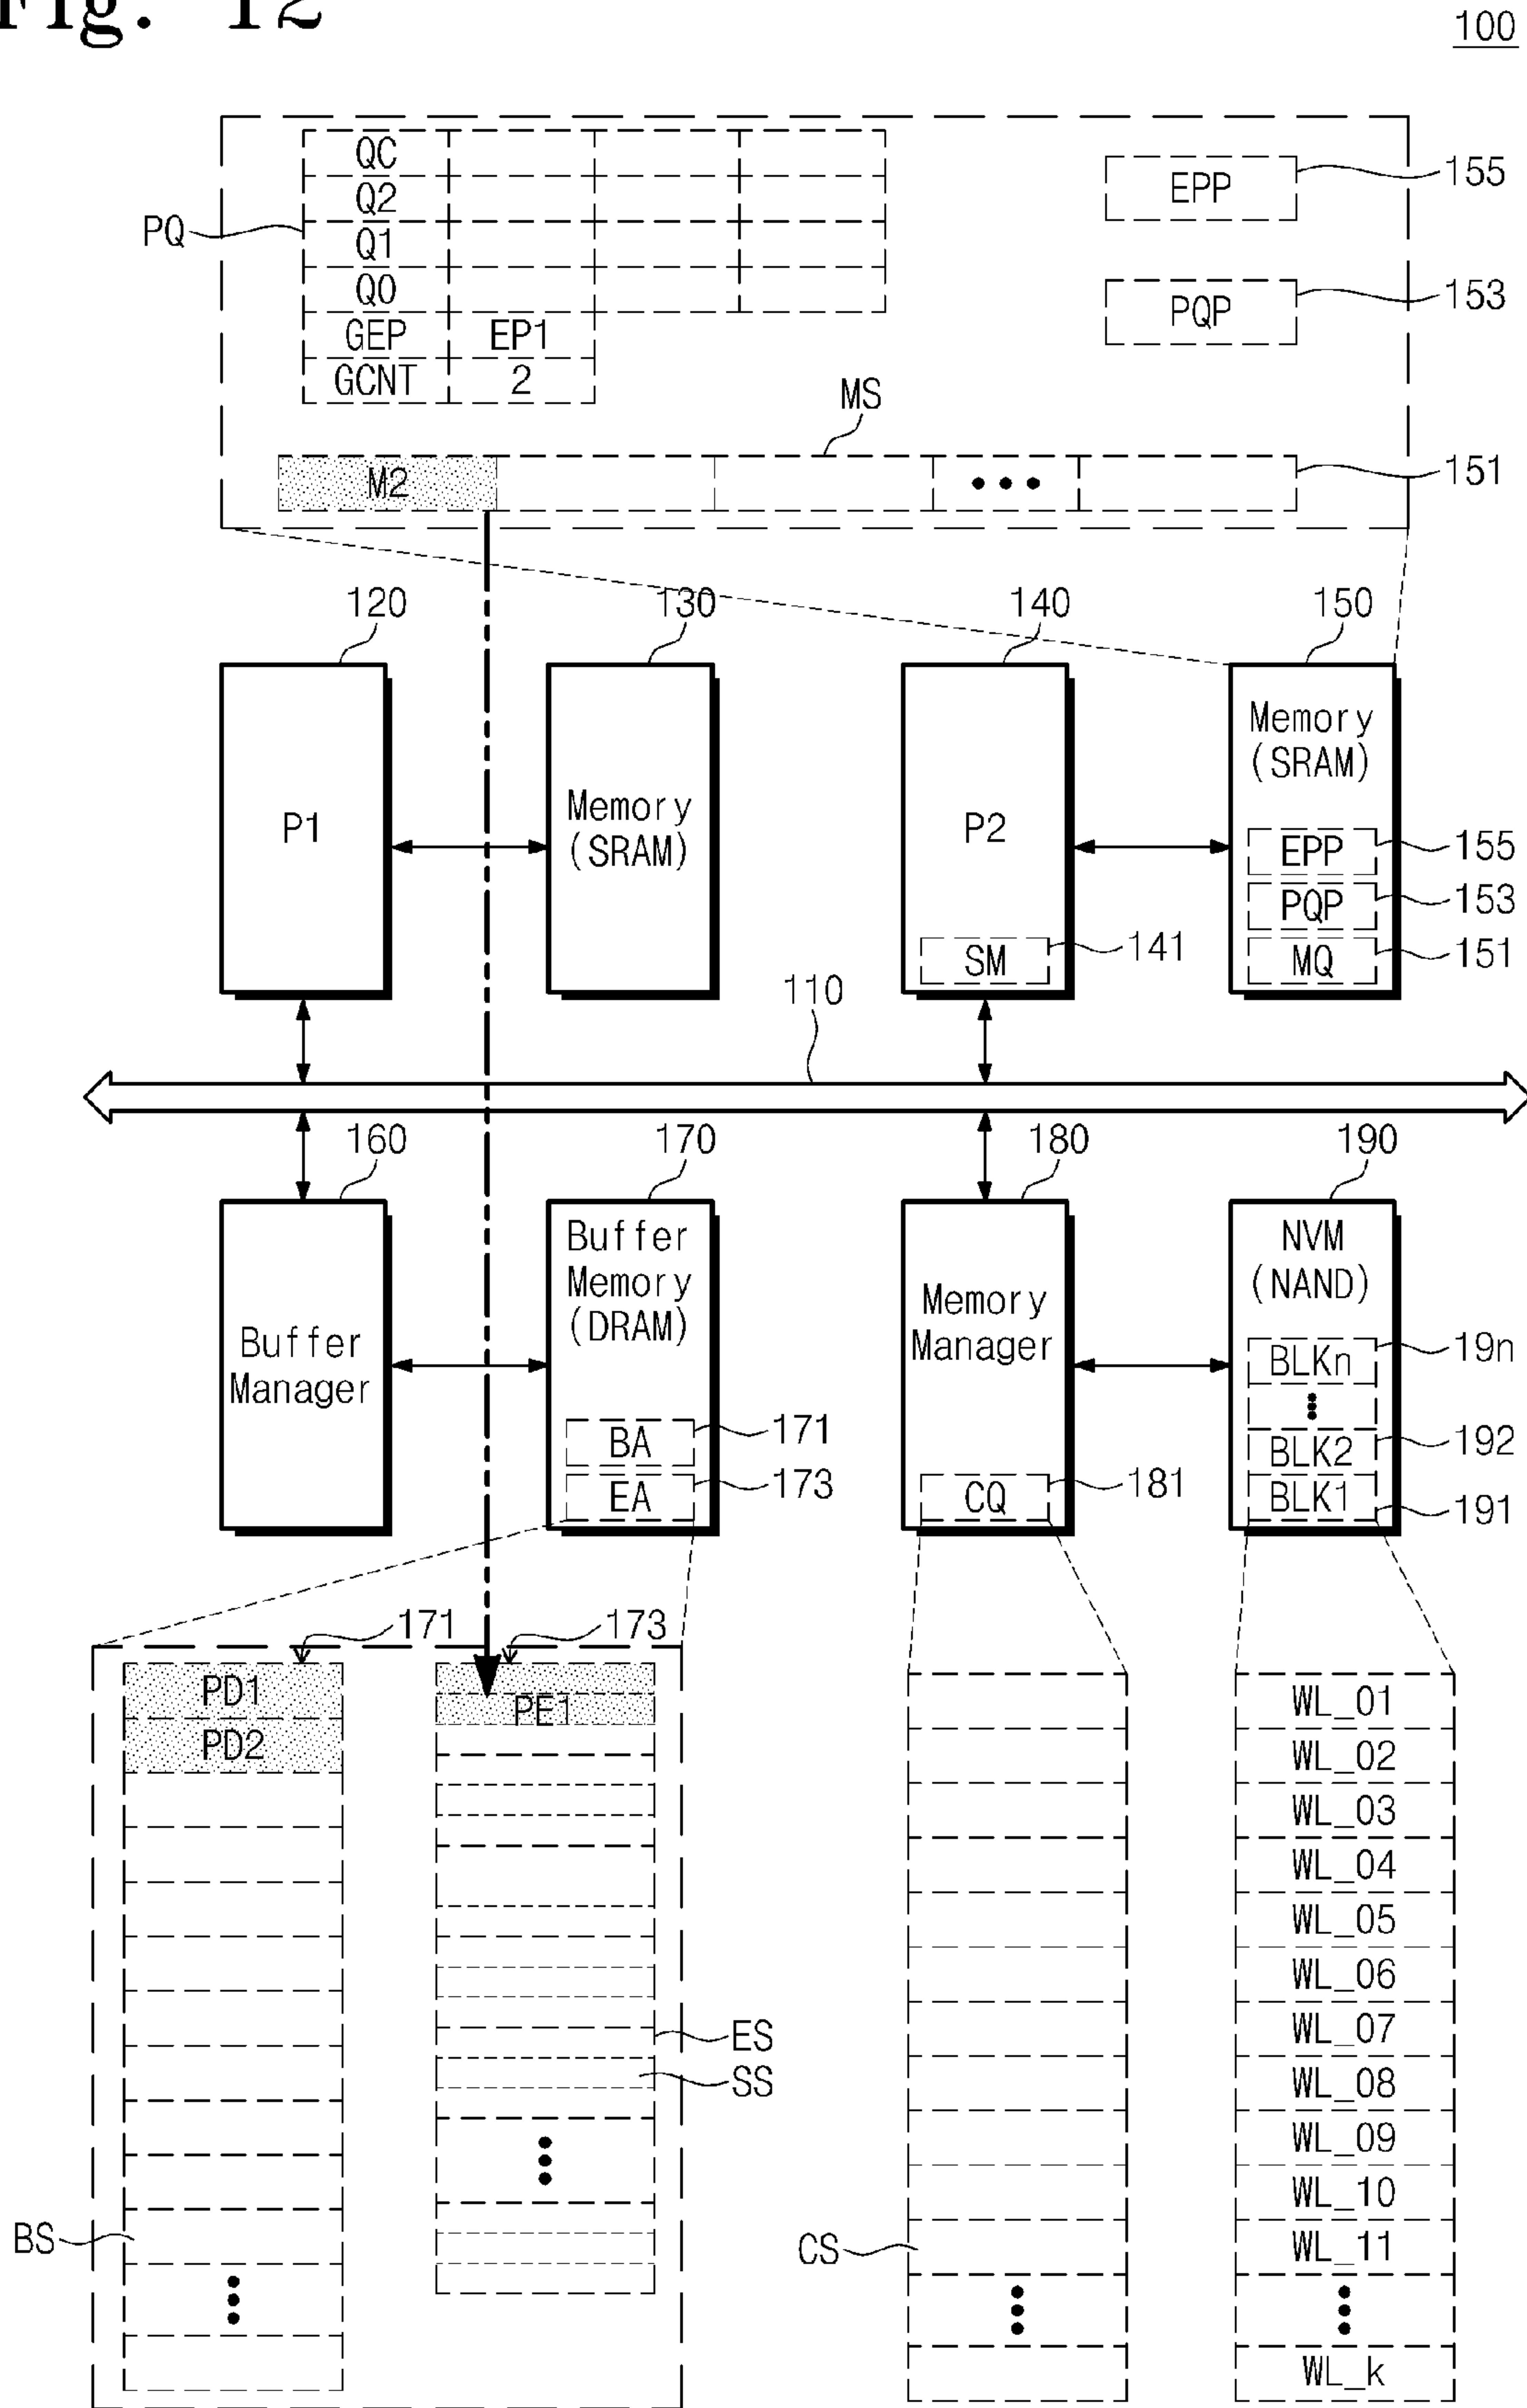 Fig. 12
100
QC
Q2
PQ
Q1
Q0
GEP EP1
GCNT 2
EPP 155
PQP 153
MS
M2 151
120 130 140 150
P1
Memory
(SRAM)
P2
SM 141
Memory
(SRAM)
EPP 155
PQP 153
MQ 151
110
160 170 180 190
Buffer
Manager
Buffer
Memory
(DRAM)
BA 171
EA 173
Memory
Manager
CQ 181
NVM
(NAND)
BLKn 19n
BLK2 192
BLK1 191
171 173
PD1
PD2
PE1
ES
SS
BS
CS
WL_01
WL_02
WL_03
WL_04
WL_05
WL_06
WL_07
WL_08
WL_09
WL_10
WL_11
WL_k